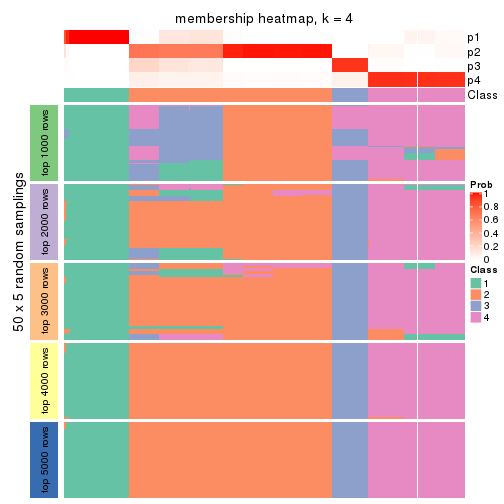 membership heatmap, k = 4
p1
p2
p3
p4
Class
50 x 5 random samplings
top 1000 rows
top 2000 rows
top 3000 rows
top 4000 rows
top 5000 rows
Prob
1
0.8
0.6
0.4
0.2
0
Class
1
2
3
4